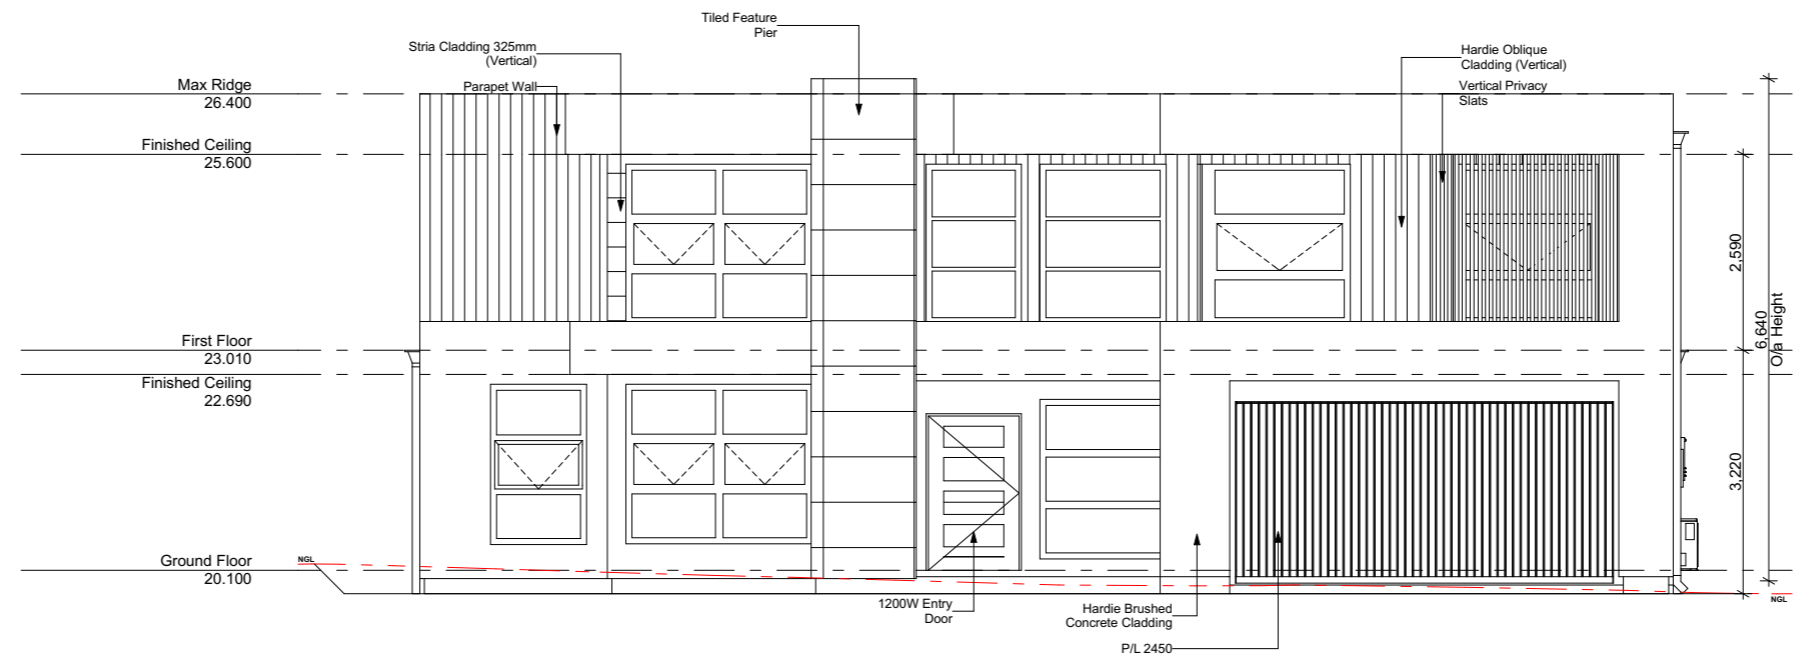 Tiled Feature
Pier
Stria Cladding 325mm
(Vertical)
Parapet Wall
Hardie Oblique
Cladding (Vertical)
Vertical Privacy
Slats
Max Ridge
26.400
Finished Ceiling
25.600
First Floor
23.010
Finished Ceiling
22.690
Ground Floor
20.100
NGL
2,590
6,640
O/a Height
3,220
1200W Entry
Door
Hardie Brushed
Concrete Cladding
P/L 2450
NGL